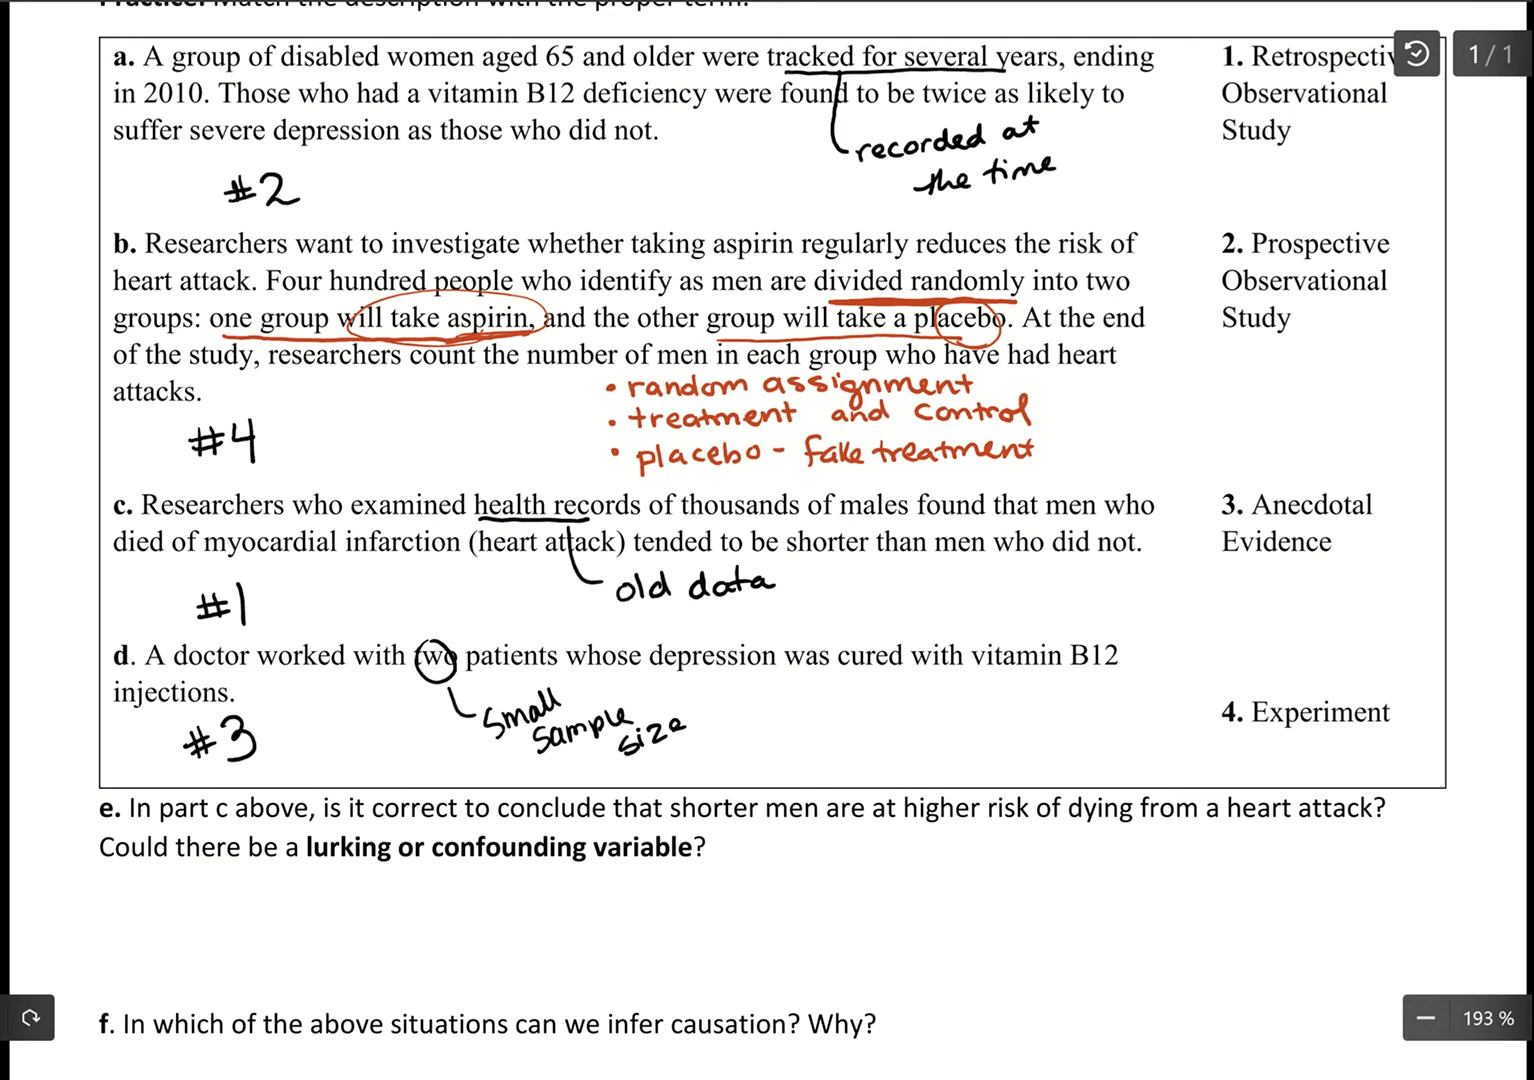 Practice: Match the description with the proper term.
a. A group of disabled women aged 65 and older were tracked for several years, ending
in 2010. Those who had a vitamin B12 deficiency were found to be twice as likely to
suffer severe depression as those who did not.
recorded at
the time
#2
1. Retrospectiv
Observational
Study
1/1
b. Researchers want to investigate whether taking aspirin regularly reduces the risk of
heart attack. Four hundred people who identify as men are divided randomly into two
groups: one group will take aspirin, and the other group will take a placebo. At the end
of the study, researchers count the number of men in each group who have had heart
attacks.
• random assignment
• treatment and control
• placebo - fake treatment
#4
2. Prospective
Observational
Study
c. Researchers who examined health records of thousands of males found that men who
died of myocardial infarction (heart attack) tended to be shorter than men who did not.
old data
#1
3. Anecdotal
Evidence
d. A doctor worked with two patients whose depression was cured with vitamin B12
injections.
small
sample
size
#3
4. Experiment
e. In part c above, is it correct to conclude that shorter men are at higher risk of dying from a heart attack?
Could there be a lurking or confounding variable?
f. In which of the above situations can we infer causation? Why?
193 %